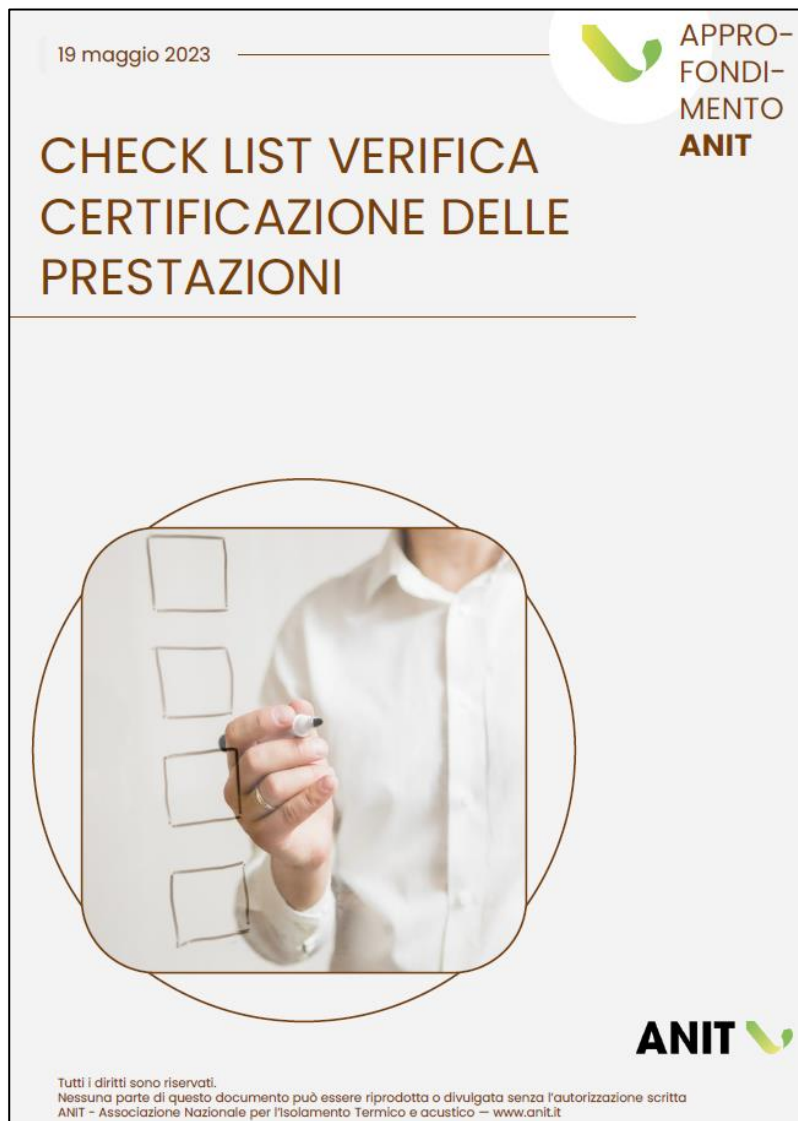 19 maggio 2023
APPRO-
FONDI-
MENTO
ANIT
CHECK LIST VERIFICA
CERTIFICAZIONE DELLE
PRESTAZIONI
ANIT
Tutti i diritti sono riservati.
Nessuna parte di questo documento può essere riprodotta o divulgata senza l'autorizzazione scritta
ANIT - Associazione Nazionale per l'Isolamento Termico e acustico — www.anit.it